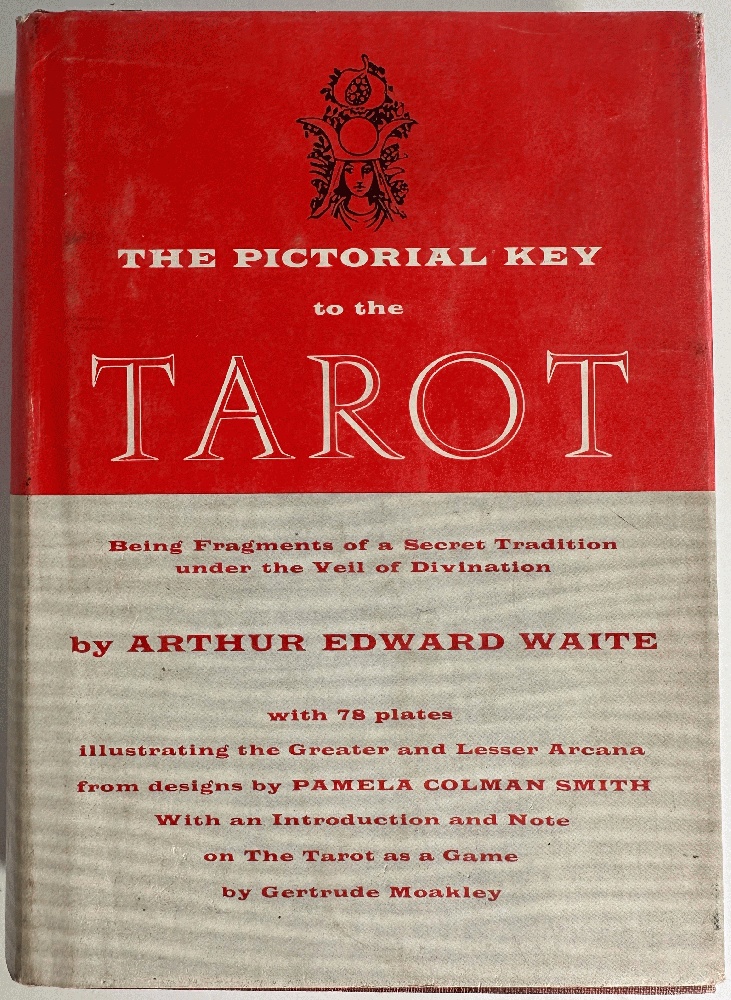 THE PICTORIAL KEY
to the
TAROT
Being Fragments of a Secret Tradition
under the Veil of Divination
by ARTHUR EDWARD WAITE
with 78 plates
illustrating the Greater and Lesser Arcana
from designs by PAMELA COLMAN SMITH
With an Introduction and Note
on The Tarot as a Game
by Gertrude Moakley